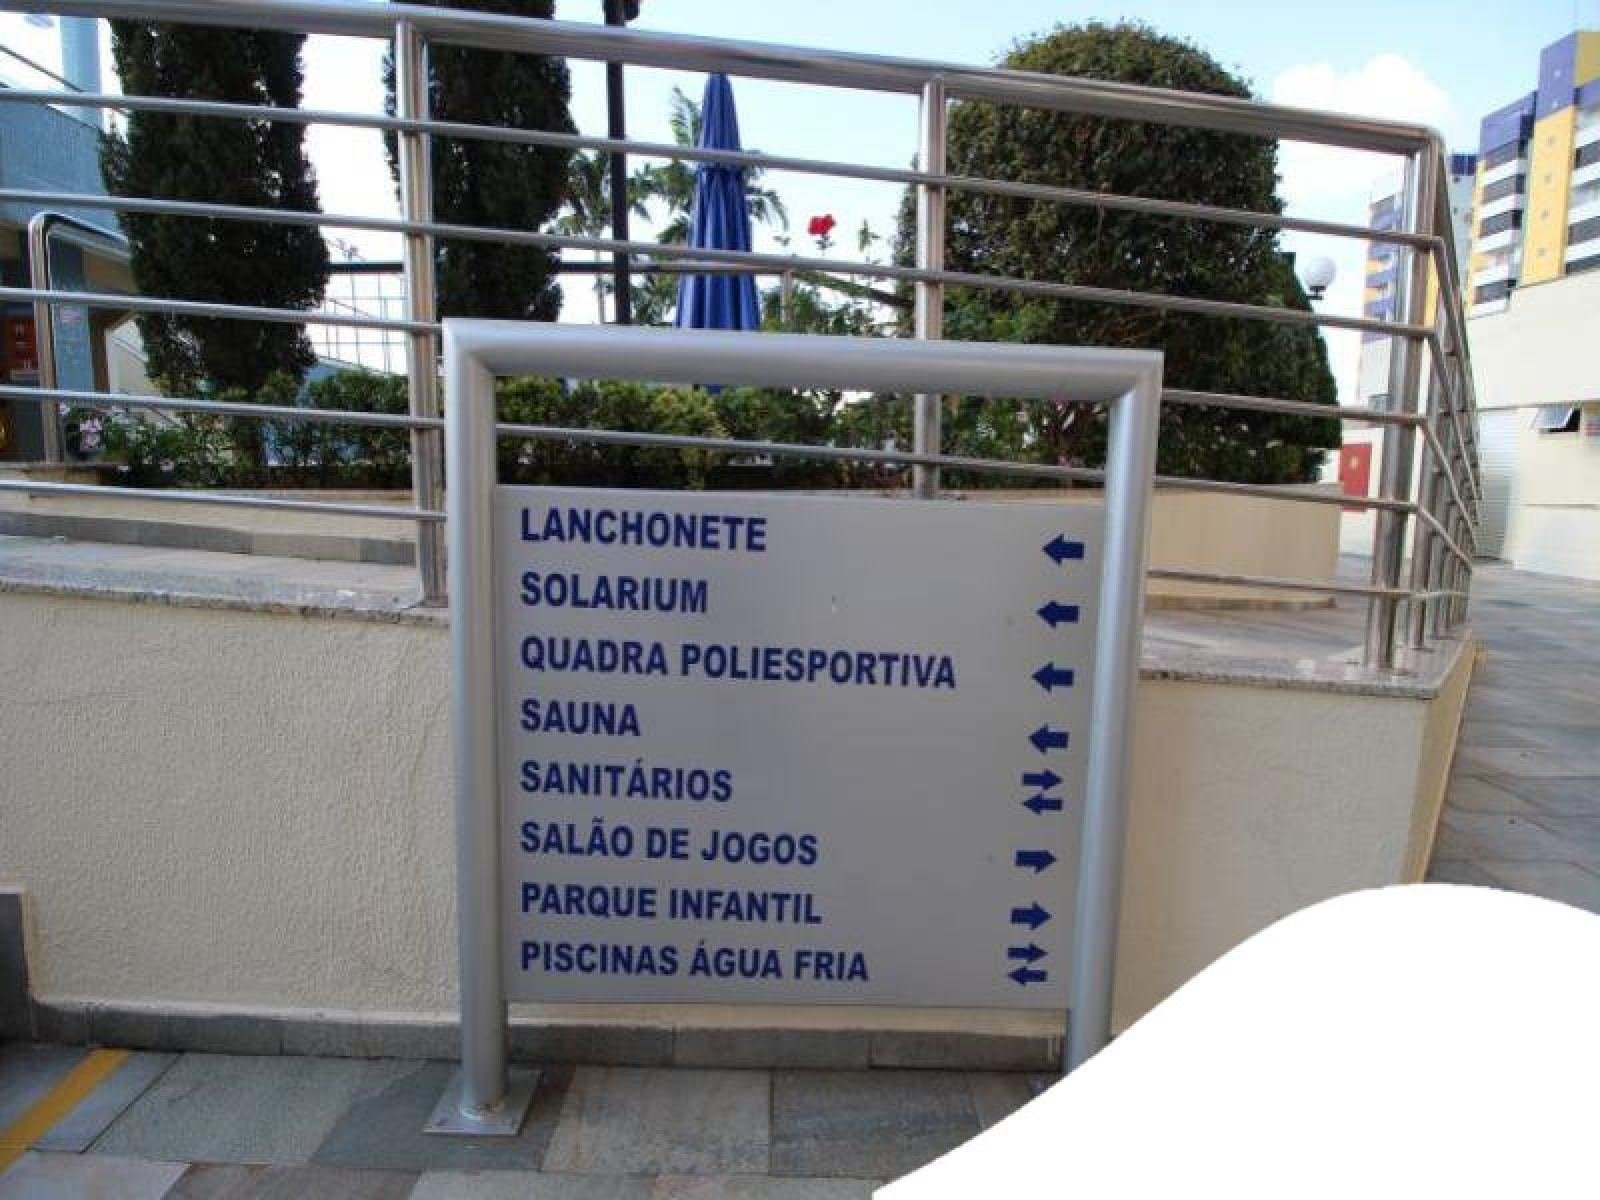 LANCHONETE
SOLARIUM
QUADRA POLIESPORTIVA
SAUNA
SANITÁRIOS
SALÃO DE JOGOS
PARQUE INFANTIL
PISCINAS ÁGUA FRIA